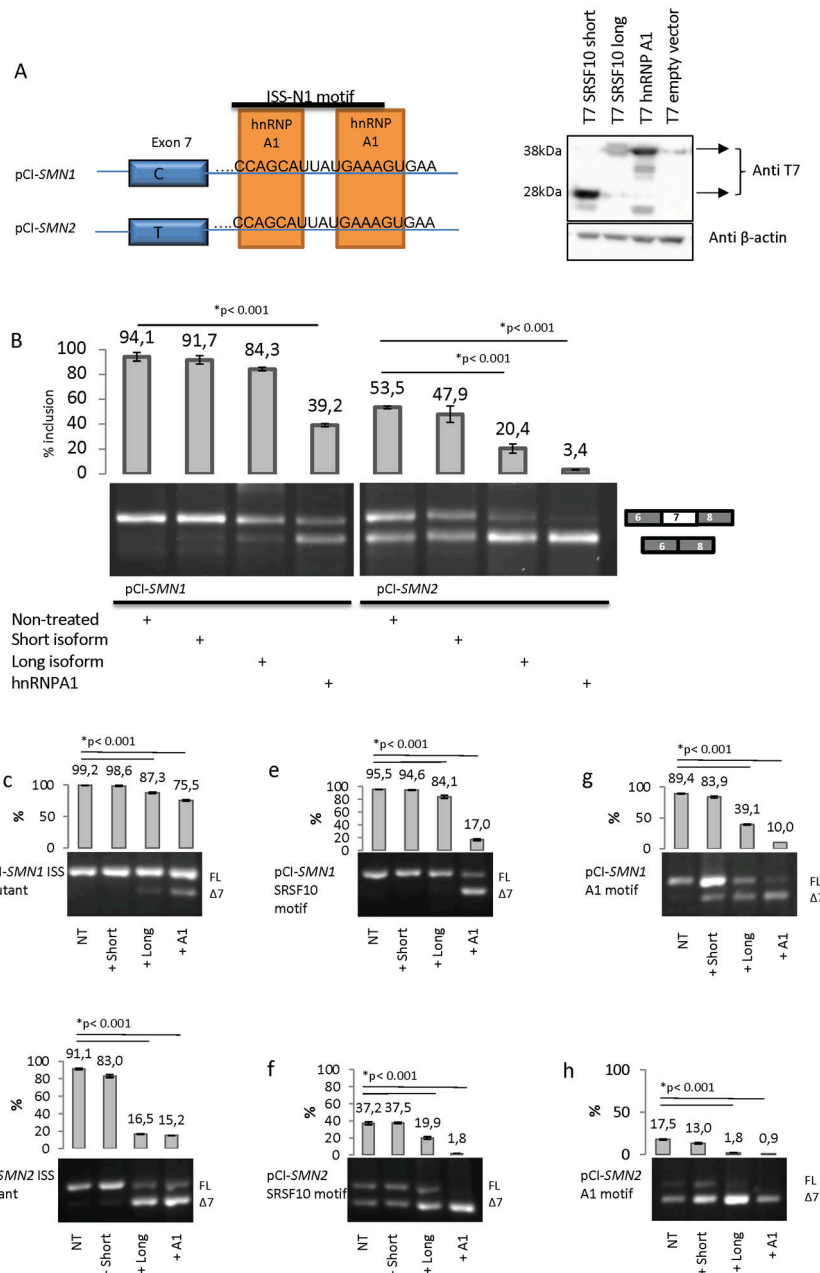 A
ISS-N1 motif
hnRNP A1
hnRNP A1
Exon 7
pCI-SMN1
C
....CCAGCAUUAUGAAAGUGAA
pCI-SMN2
T
....CCAGCAUUAUGAAAGUGAA
T7 SRSF10 short
T7 SRSF10 long
T7 hnRNP A1
T7 empty vector
38kDa
28kDa
Anti T7
Anti β-actin
B
*p< 0.001
*p< 0.001
*p< 0.001
94,1 91,7 84,3 39,2 53,5 47,9 20,4 3,4
% inclusion
100
80
60
40
20
0
6 7 8
6 8
pCI-SMN1 pCI-SMN2
Non-treated + +
Short isoform + +
Long isoform + +
hnRNPA1 + +
c
*p< 0.001
99,2 98,6 87,3 75,5
%
100
50
0
CI-SMN1 ISS
utant
FL
Δ7
NT + Short + Long + A1
e
*p< 0.001
95,5 94,6 84,1 17,0
%
100
80
60
40
20
0
pCI-SMN1
SRSF10
motif
FL
Δ7
NT + Short + Long + A1
g
*p< 0.001
89,4 83,9 39,1 10,0
%
100
50
0
pCI-SMN1
A1 motif
FL
Δ7
NT + Short + Long + A1
*p< 0.001
91,1 83,0 16,5 15,2
%
100
80
60
40
20
0
SMN2 ISS
tant
FL
Δ7
NT - Short + Long + A1
f
*p< 0.001
37,2 37,5 19,9 1,8
%
100
80
60
40
20
0
pCI-SMN2
SRSF10 motif
FL
Δ7
NT + Short + Long + A1
h
*p< 0.001
17,5 13,0 1,8 0,9
%
100
50
0
pCI-SMN2
A1 motif
FL
Δ7
NT + Short + Long + A1